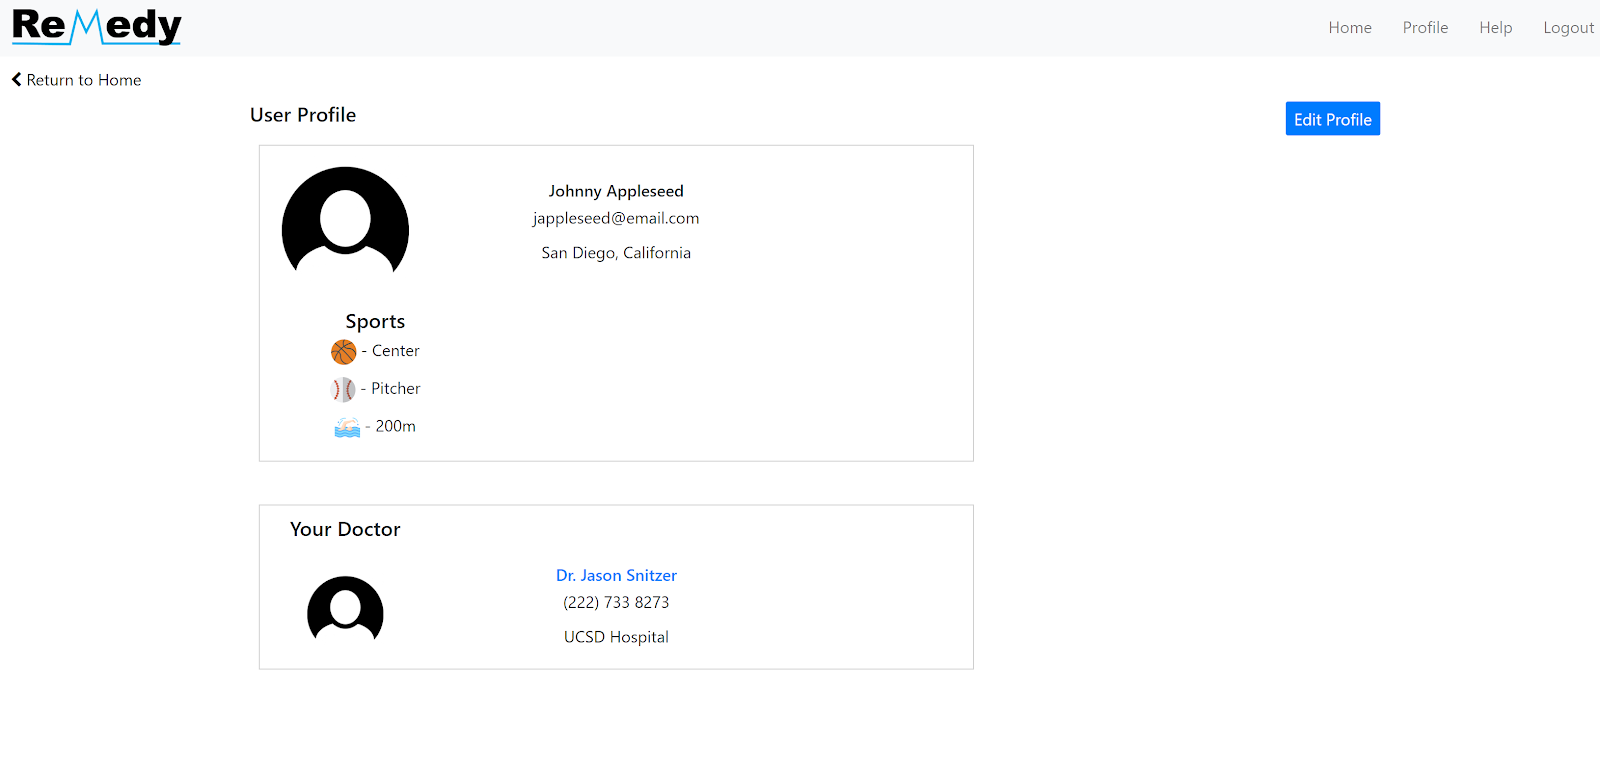 ReMedy
Home Profile Help Logout
Return to Home
User Profile
Edit Profile
Johnny Appleseed
jappleseed@email.com
San Diego, California
Sports
- Center
- Pitcher
- 200m
Your Doctor
Dr. Jason Snitzer
(222) 733 8273
UCSD Hospital